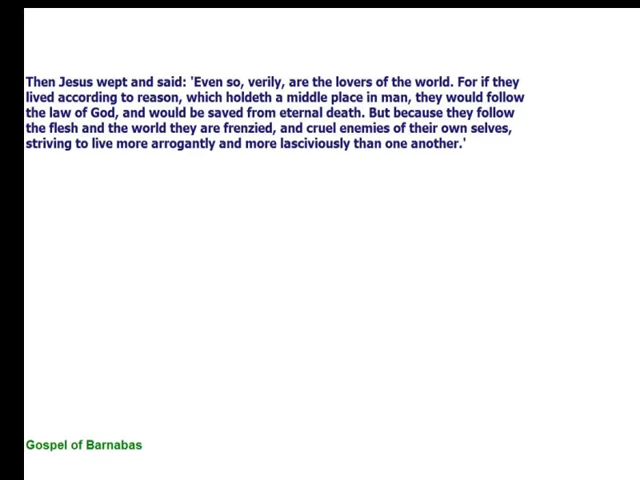 Then Jesus wept and said: 'Even so, verily, are the lovers of the world. For if they
lived according to reason, which holdeth a middle place in man, they would follow
the law of God, and would be saved from eternal death. But because they follow
the flesh and the world they are frenzied, and cruel enemies of their own selves,
striving to live more arrogantly and more lasciviously than one another.'
Gospel of Barnabas